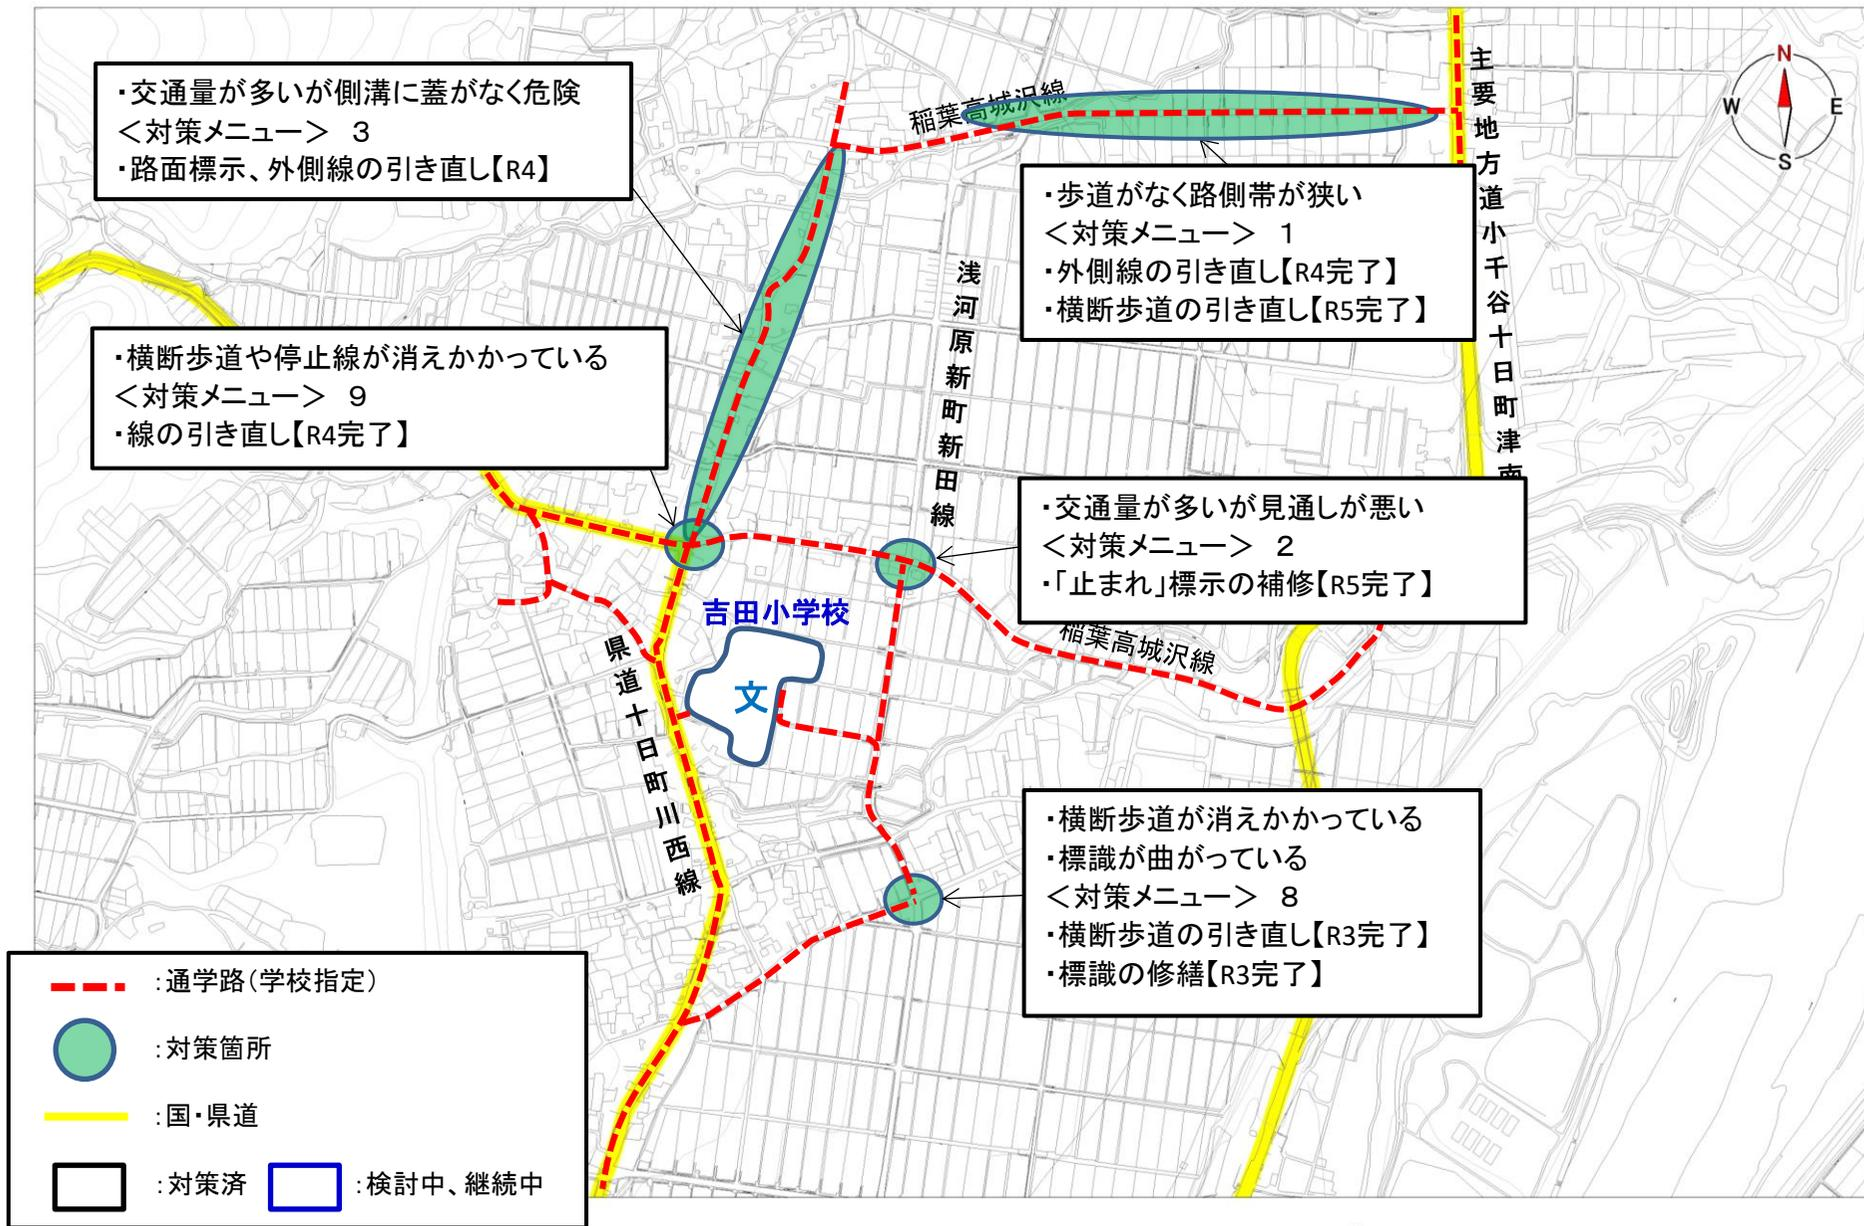 ・交通量が多いが側溝に蓋がなく危険
＜対策メニュー＞ 3
・路面標示、外側線の引き直し【R4】
稲葉高城沢線
主要地方道小千谷十日町津南
N
W
E
S
・歩道がなく路側帯が狭い
＜対策メニュー＞ 1
・外側線の引き直し【R4完了】
・横断歩道の引き直し【R5完了】
浅河原新町新田線
・横断歩道や停止線が消えかかっている
＜対策メニュー＞ 9
・線の引き直し【R4完了】
・交通量が多いが見通しが悪い
＜対策メニュー＞ 2
・「止まれ」標示の補修【R5完了】
吉田小学校
文
稲葉高城沢線
県道十日町川西線
・横断歩道が消えかかっている
・標識が曲がっている
＜対策メニュー＞ 8
・横断歩道の引き直し【R3完了】
・標識の修繕【R3完了】
：通学路（学校指定）
：対策箇所
：国・県道
：対策済 ：検討中、継続中